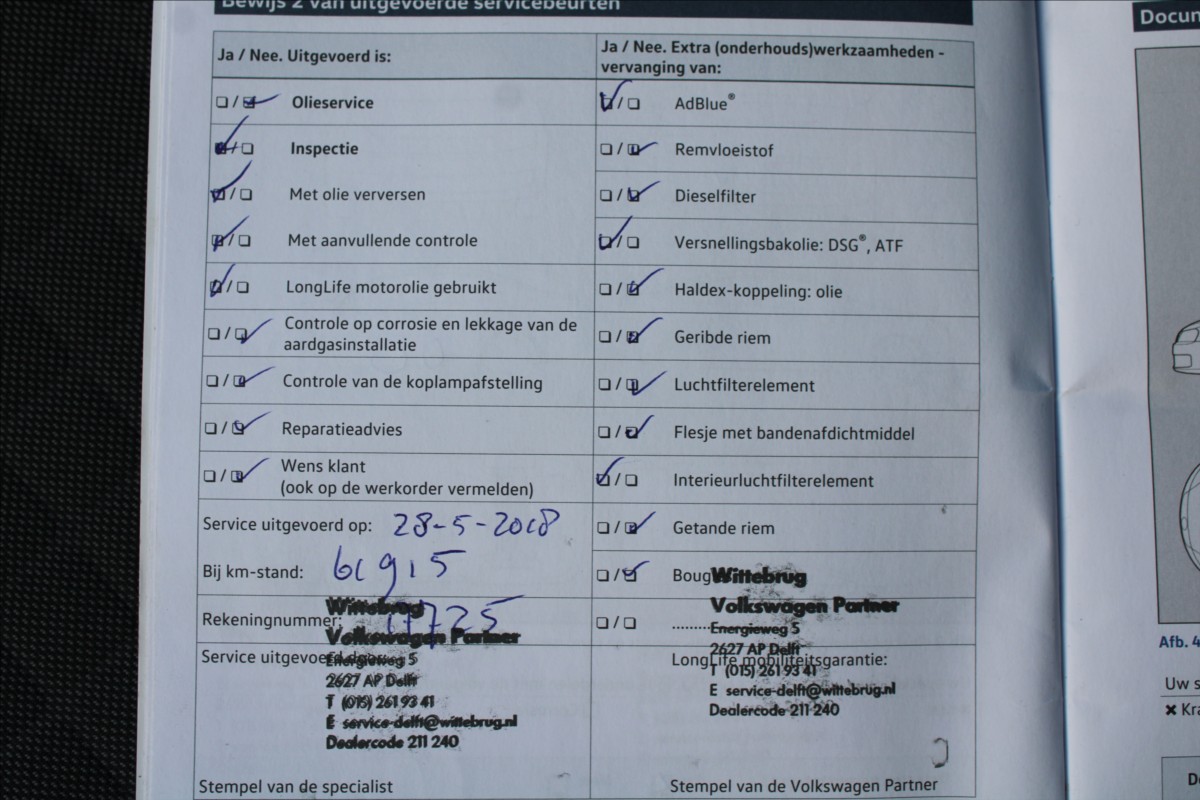 Bewijs 2 van uitgevoerde servicebeurten
Ja / Nee. Uitgevoerd is:
❏ / ❏ Olieservice
❏ / ❏ Inspectie
❏ / ❏ Met olie verversen
❏ / ❏ Met aanvullende controle
❏ / ❏ LongLife motorolie gebruikt
❏ / ❏ Controle op corrosie en lekkage van de
aardgasinstallatie
❏ / ❏ Controle van de koplampafstelling
❏ / ❏ Reparatieadvies
❏ / ❏ Wens klant
(ook op de werkorder vermelden)
Service uitgevoerd op: 28-5-2018
Bij km-stand: 61915
Rekeningnummer:
Service uitgevoerd door:
Wittebrug
Volkswagen Partner
Energieweg 5
2627 AP Delft
T (015) 261 93 41
E service-delft@wittebrug.nl
Dealercode 211 240
Stempel van de specialist
Ja / Nee. Extra (onderhouds)werkzaamheden -
vervanging van:
❏ / ❏ AdBlue®
❏ / ❏ Remvloeistof
❏ / ❏ Dieselfilter
❏ / ❏ Versnellingsbakolie: DSG®, ATF
❏ / ❏ Haldex-koppeling: olie
❏ / ❏ Geribde riem
❏ / ❏ Luchtfilterelement
❏ / ❏ Flesje met bandenafdichtmiddel
❏ / ❏ Interieurluchtfilterelement
❏ / ❏ Getande riem
❏ / ❏ Boug
❏ / ❏ .........
Wittebrug
Volkswagen Partner
Energieweg 5
2627 AP Delft
LongLife mobiliteitsgarantie:
T (015) 261 93 41
E service-delft@wittebrug.nl
Dealercode 211 240
Stempel van de Volkswagen Partner
Docum
Afb. 4
Uw s
✖ Kra
D